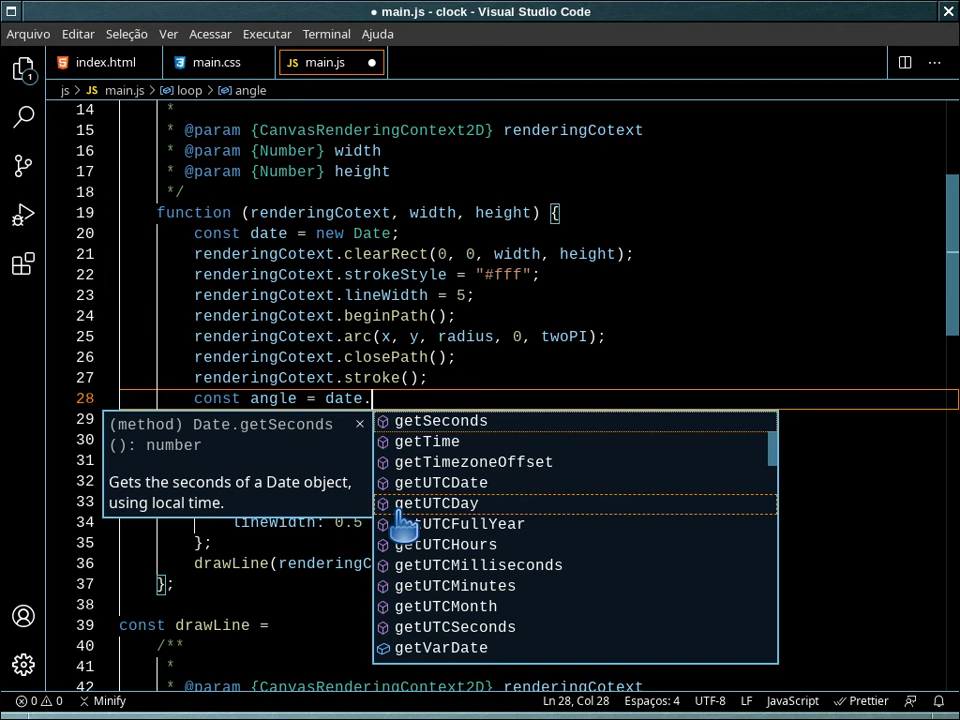 ● main.js - clock - Visual Studio Code
Arquivo Editar Seleção Ver Acessar Executar Terminal Ajuda
index.html
main.css
JS main.js ●
js > JS main.js > loop > angle
1
14 *
15 * @param {CanvasRenderingContext2D} renderingCotext
16 * @param {Number} width
17 * @param {Number} height
18 */
19 function (renderingCotext, width, height) {
20 const date = new Date;
21 renderingCotext.clearRect(0, 0, width, height);
22 renderingCotext.strokeStyle = "#fff";
23 renderingCotext.lineWidth = 5;
24 renderingCotext.beginPath();
25 renderingCotext.arc(x, y, radius, 0, twoPI);
26 renderingCotext.closePath();
27 renderingCotext.stroke();
28 const angle = date.
29
30
31
32
33
34 lineWidth: 0.5
35 };
36 drawLine(renderingC
37 };
38
39 const drawLine =
40 /**
41 *
42 * @param {CanvasRenderingContext2D} renderingCotext
(method) Date.getSeconds
(): number
Gets the seconds of a Date object,
using local time.
getSeconds
getTime
getTimezoneOffset
getUTCDate
getUTCDay
getUTCFullYear
getUTCHours
getUTCMilliseconds
getUTCMinutes
getUTCMonth
getUTCSeconds
getVarDate
0 0 Minify Ln 28, Col 28 Espaços: 4 UTF-8 LF JavaScript Prettier